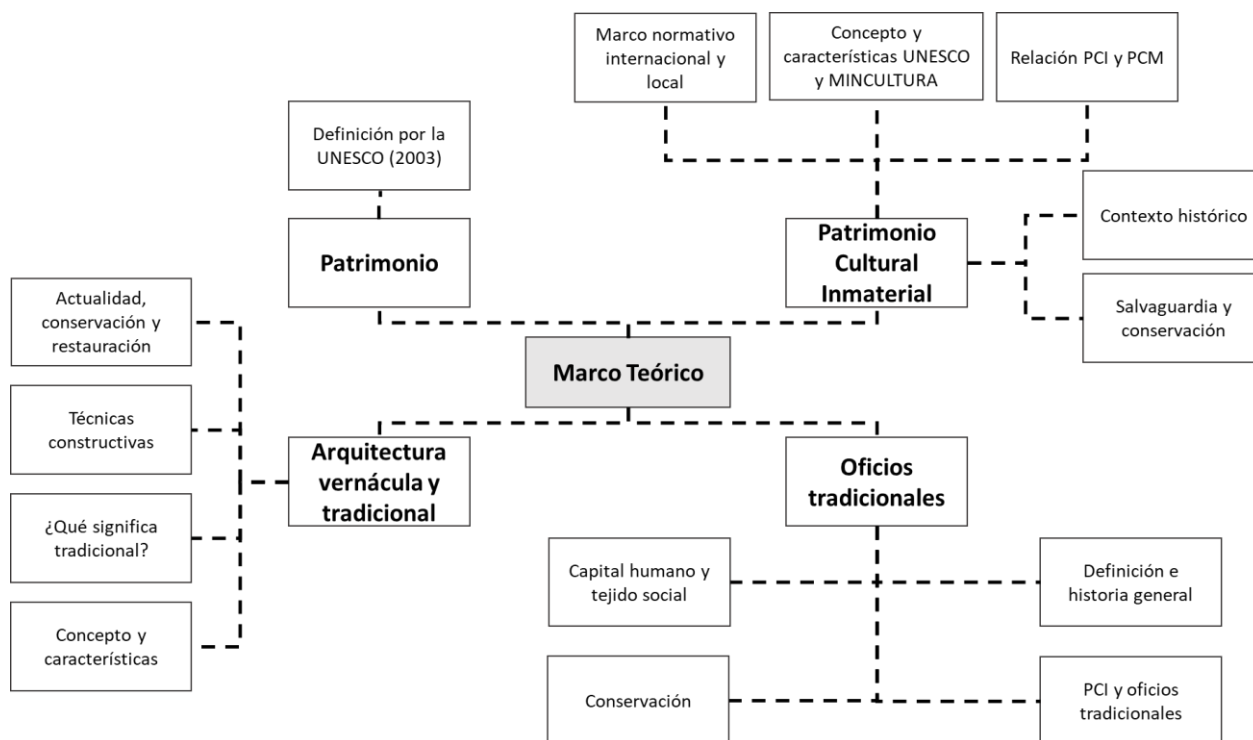 Marco normativo
internacional y
local
Concepto y
características UNESCO
y MINCULTURA
Relación PCI y PCM
Definición por la
UNESCO (2003)
Patrimonio
Patrimonio
Cultural
Inmaterial
Contexto histórico
Salvaguardia y
conservación
Marco Teórico
Actualidad,
conservación y
restauración
Técnicas
constructivas
¿Qué significa
tradicional?
Concepto y
características
Arquitectura
vernácula y
tradicional
Oficios
tradicionales
Capital humano y
tejido social
Definición e
historia general
Conservación
PCI y oficios
tradicionales